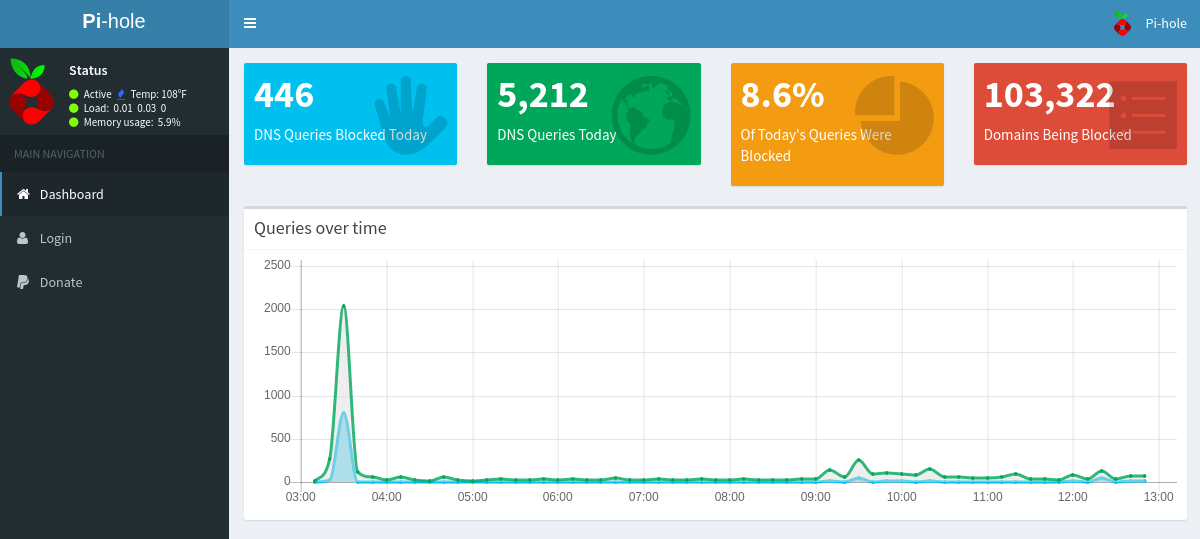 Pi-hole
Pi-hole
Status
Active Temp: 108°F
Load: 0.01 0.03 0
Memory usage: 5.9%
MAIN NAVIGATION
Dashboard
Login
Donate
446
DNS Queries Blocked Today
5,212
DNS Queries Today
8.6%
Of Today's Queries Were
Blocked
103,322
Domains Being Blocked
Queries over time
2500
2000
1500
1000
500
0
03:00 04:00 05:00 06:00 07:00 08:00 09:00 10:00 11:00 12:00 13:00